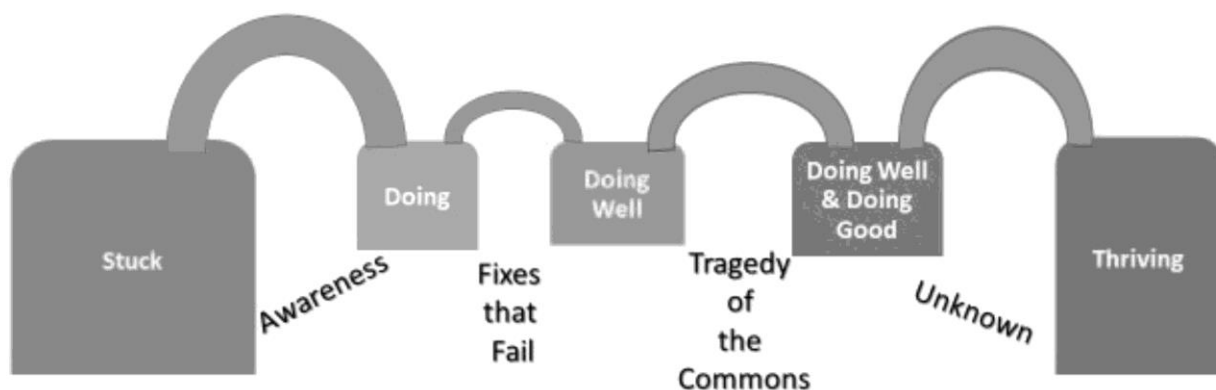 Stuck
Awareness
Doing
Fixes
that
Fail
Doing
Well
Tragedy
of
the
Commons
Doing Well
& Doing
Good
Unknown
Thriving